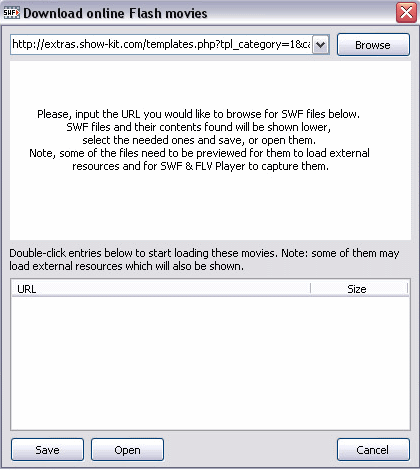 SWF
Download online Flash movies
http://extras.show-kit.com/templates.php?tpl_category=1&ca
Browse
Please, input the URL you would like to browse for SWF files below.
SWF files and their contents found will be shown lower,
select the needed ones and save, or open them.
Note, some of the files need to be previewed for them to load external
resources and for SWF & FLV Player to capture them.
Double-click entries below to start loading these movies. Note: some of them may
load external resources which will also be shown.
URL Size
Save Open Cancel